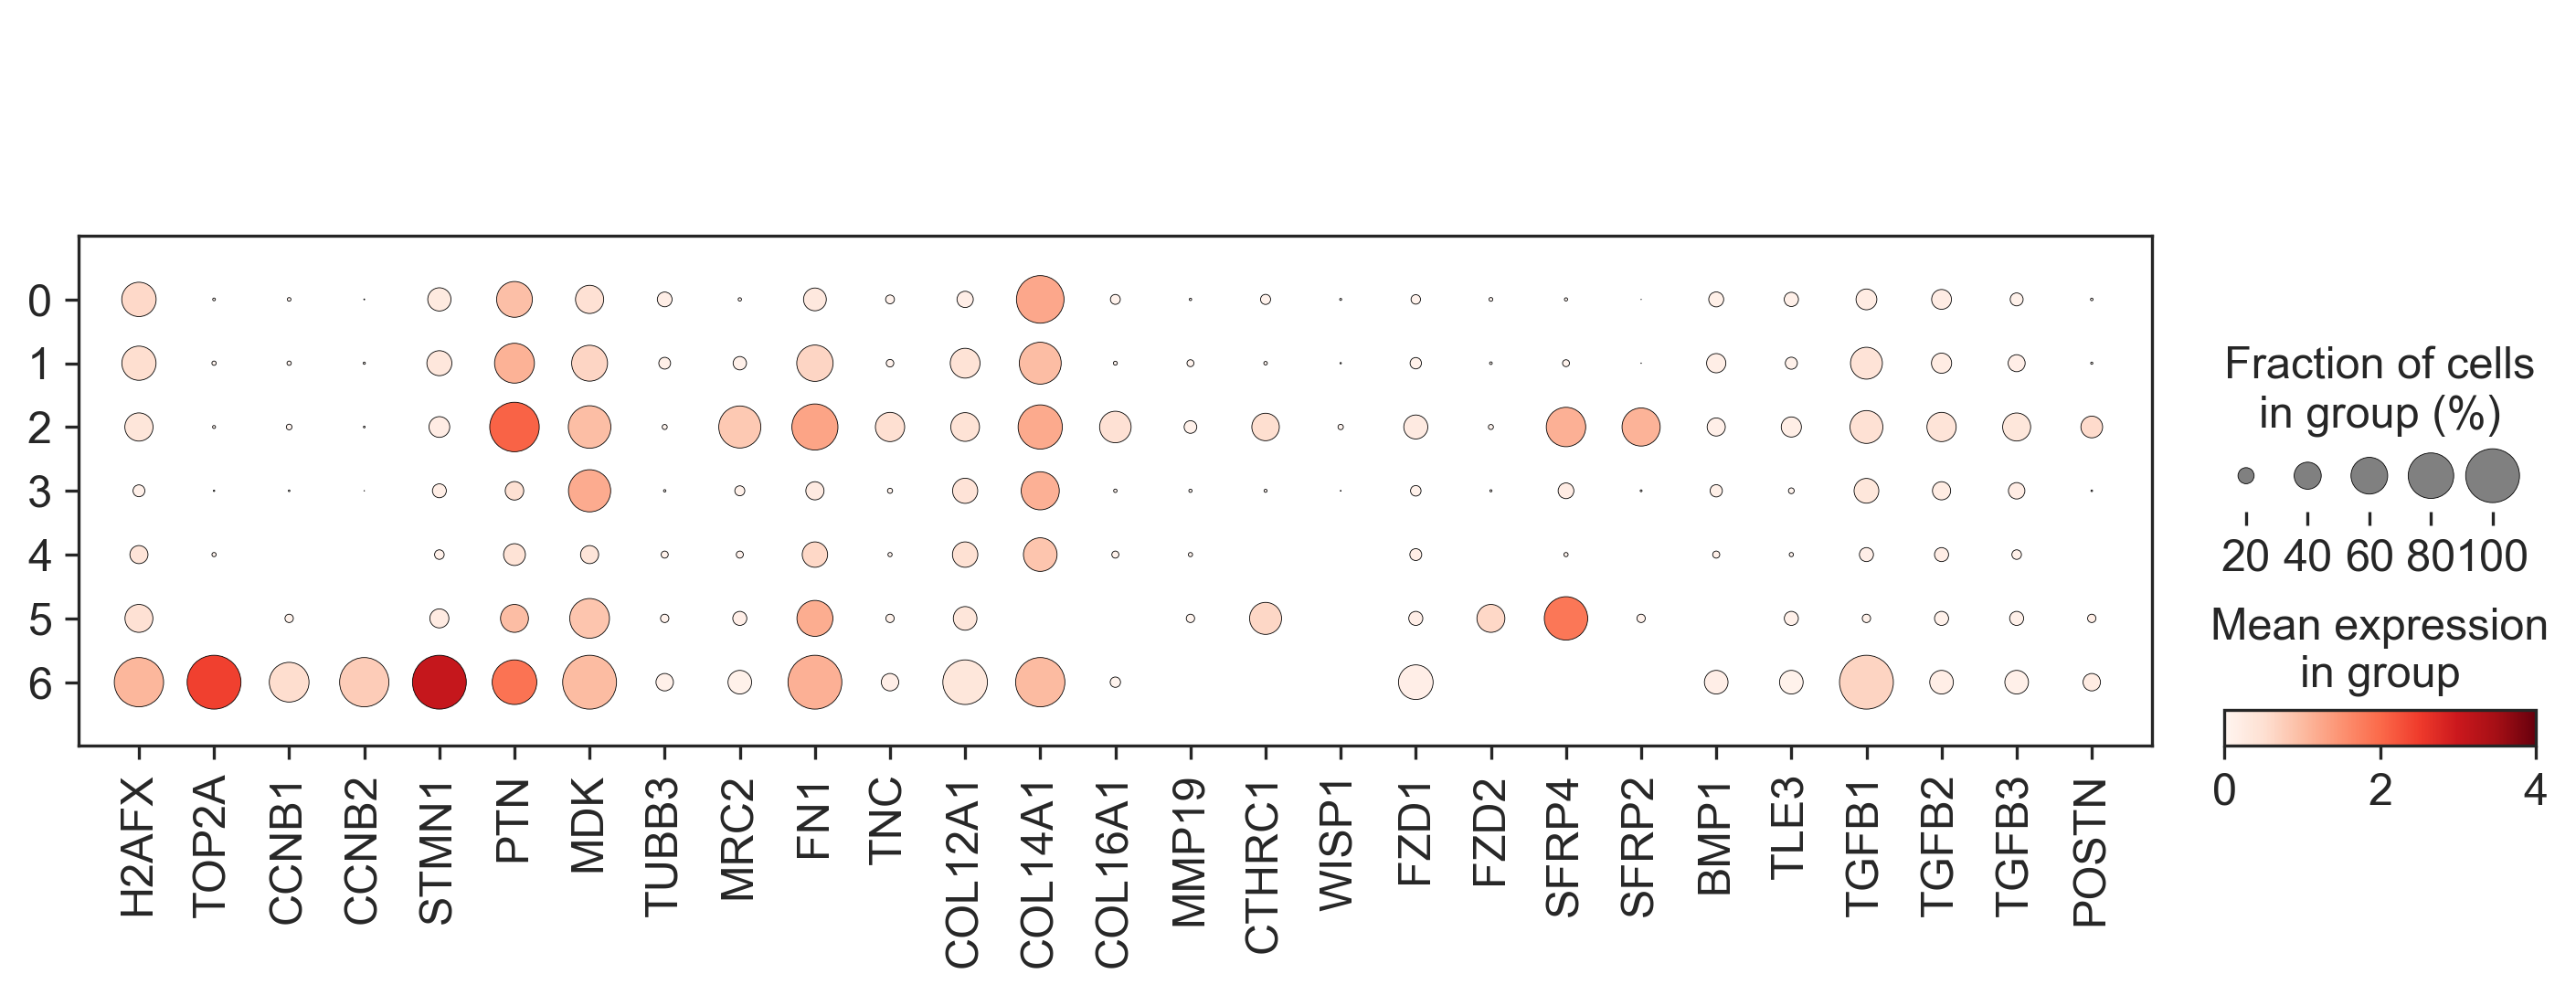 0
1
2
3
4
5
6
H2AFX
TOP2A
CCNB1
CCNB2
STMN1
PTN
MDK
TUBB3
MRC2
FN1
TNC
COL12A1
COL14A1
COL16A1
MMP19
CTHRC1
WISP1
FZD1
FZD2
SFRP4
SFRP2
BMP1
TLE3
TGFB1
TGFB2
TGFB3
POSTN
Fraction of cells
in group (%)
20 40 60 80 100
Mean expression
in group
0 2 4